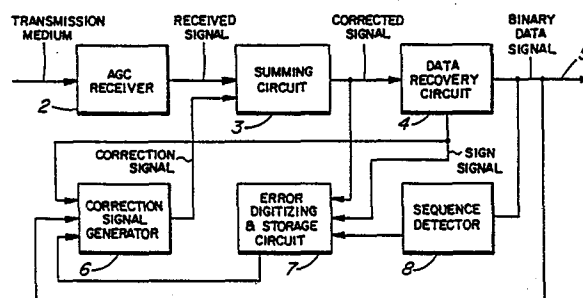 TRANSMISSION
MEDIUM
RECEIVED
SIGNAL
CORRECTED
SIGNAL
BINARY
DATA
SIGNAL
5
AGC
RECEIVER
2
SUMMING
CIRCUIT
3
DATA
RECOVERY
CIRCUIT
4
CORRECTION
SIGNAL
SIGN
SIGNAL
CORRECTION
SIGNAL
GENERATOR
6
ERROR
DIGITIZING
& STORAGE
CIRCUIT
7
SEQUENCE
DETECTOR
8